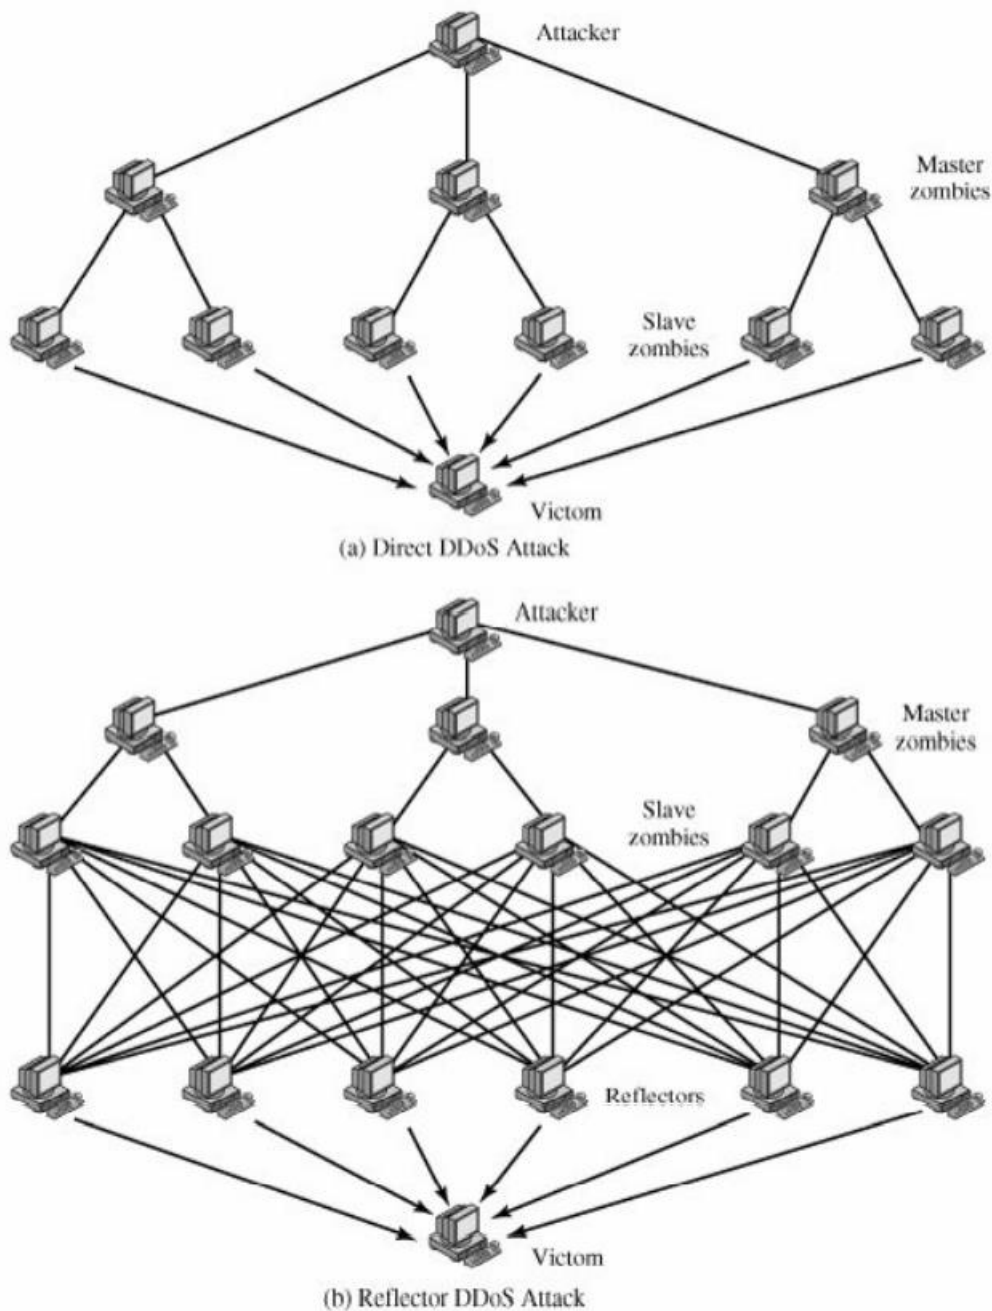 Attacker
Master
zombies
Slave
zombies
Victom
(a) Direct DDoS Attack
Attacker
Master
zombies
Slave
zombies
Reflectors
Victom
(b) Reflector DDoS Attack